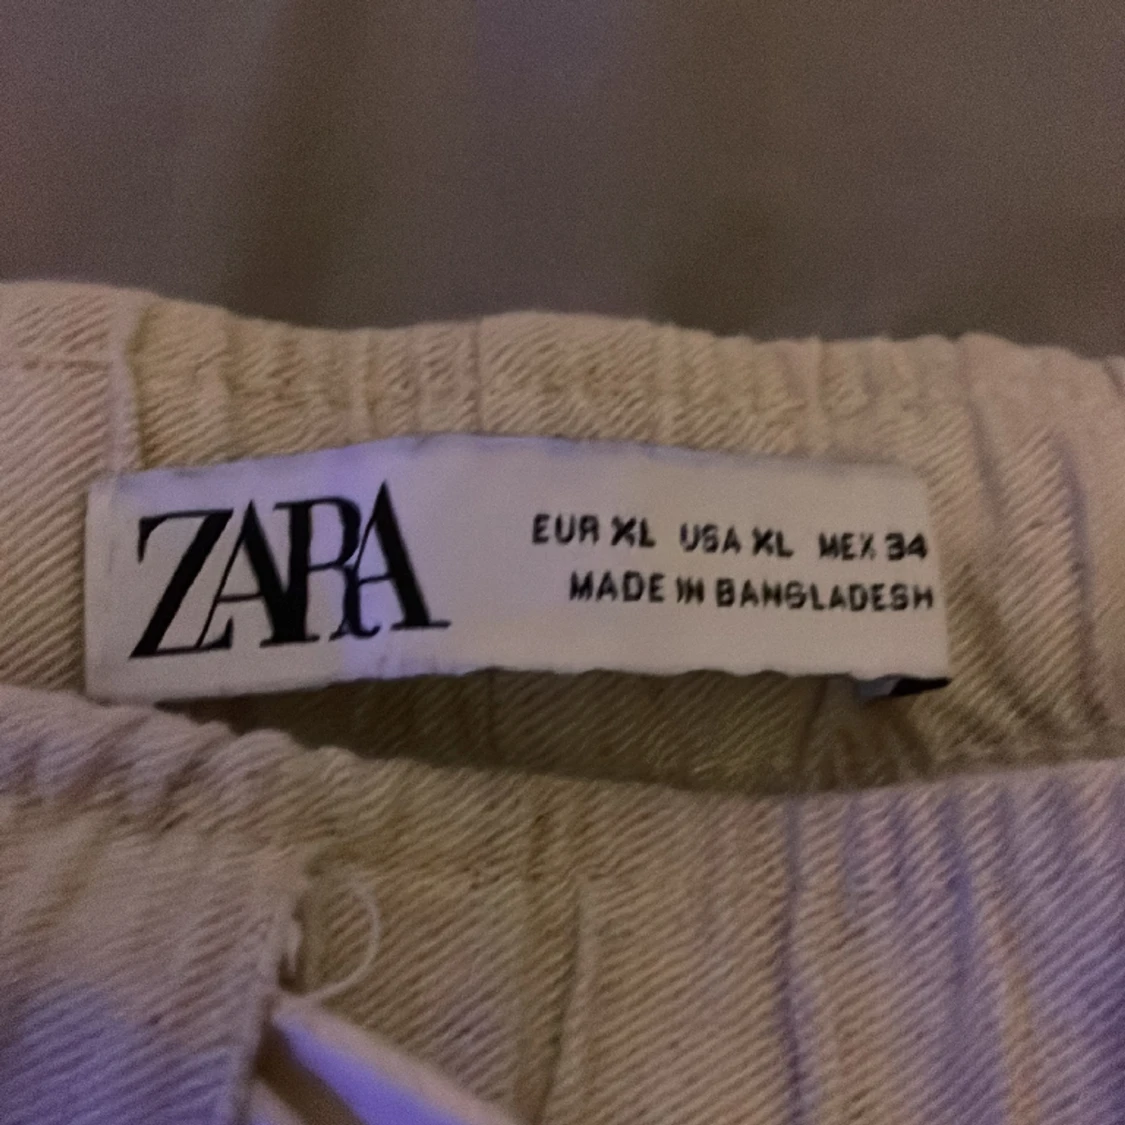 ZARA
EUR XL USA XL MEX 34
MADE IN BANGLADESH